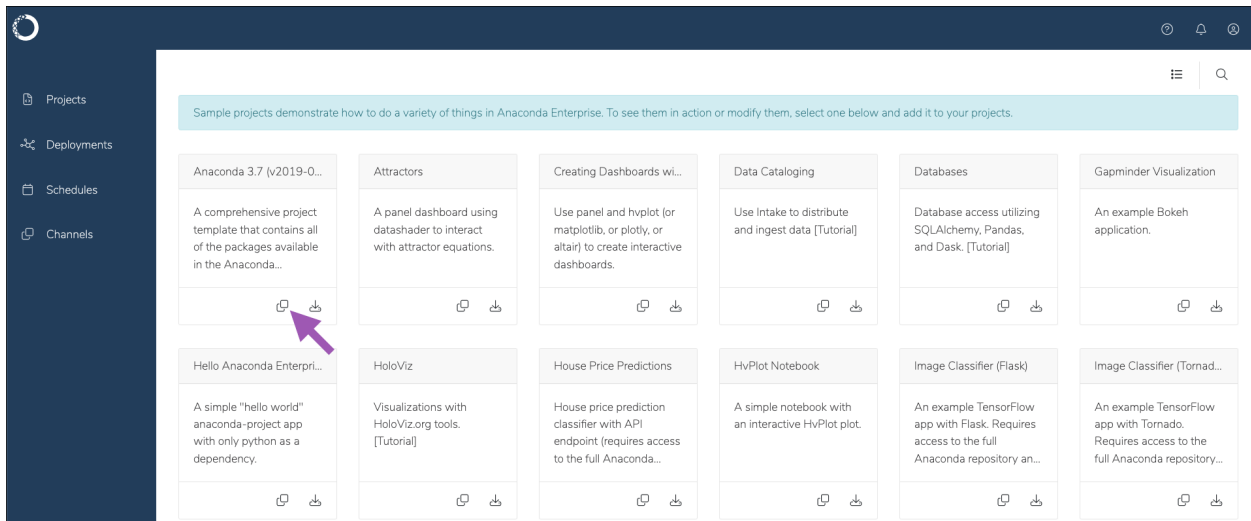 Projects
Deployments
Schedules
Channels
Sample projects demonstrate how to do a variety of things in Anaconda Enterprise. To see them in action or modify them, select one below and add it to your projects.
Anaconda 3.7 (v2019-0...
A comprehensive project
template that contains all
of the packages available
in the Anaconda...
Attractors
A panel dashboard using
datashader to interact
with attractor equations.
Creating Dashboards wi...
Use panel and hvplot (or
matplotlib, or plotly, or
altair) to create interactive
dashboards.
Data Cataloging
Use Intake to distribute
and ingest data [Tutorial]
Databases
Database access utilizing
SQLAlchemy, Pandas,
and Dask. [Tutorial]
Gapminder Visualization
An example Bokeh
application.
Hello Anaconda Enterpri...
A simple "hello world"
anaconda-project app
with only python as a
dependency.
HoloViz
Visualizations with
HoloViz.org tools.
[Tutorial]
House Price Predictions
House price prediction
classifier with API
endpoint (requires access
to the full Anaconda...
HvPlot Notebook
A simple notebook with
an interactive HvPlot plot.
Image Classifier (Flask)
An example TensorFlow
app with Flask. Requires
access to the full
Anaconda repository an...
Image Classifier (Tornad...
An example TensorFlow
app with Tornado.
Requires access to the
full Anaconda repository...